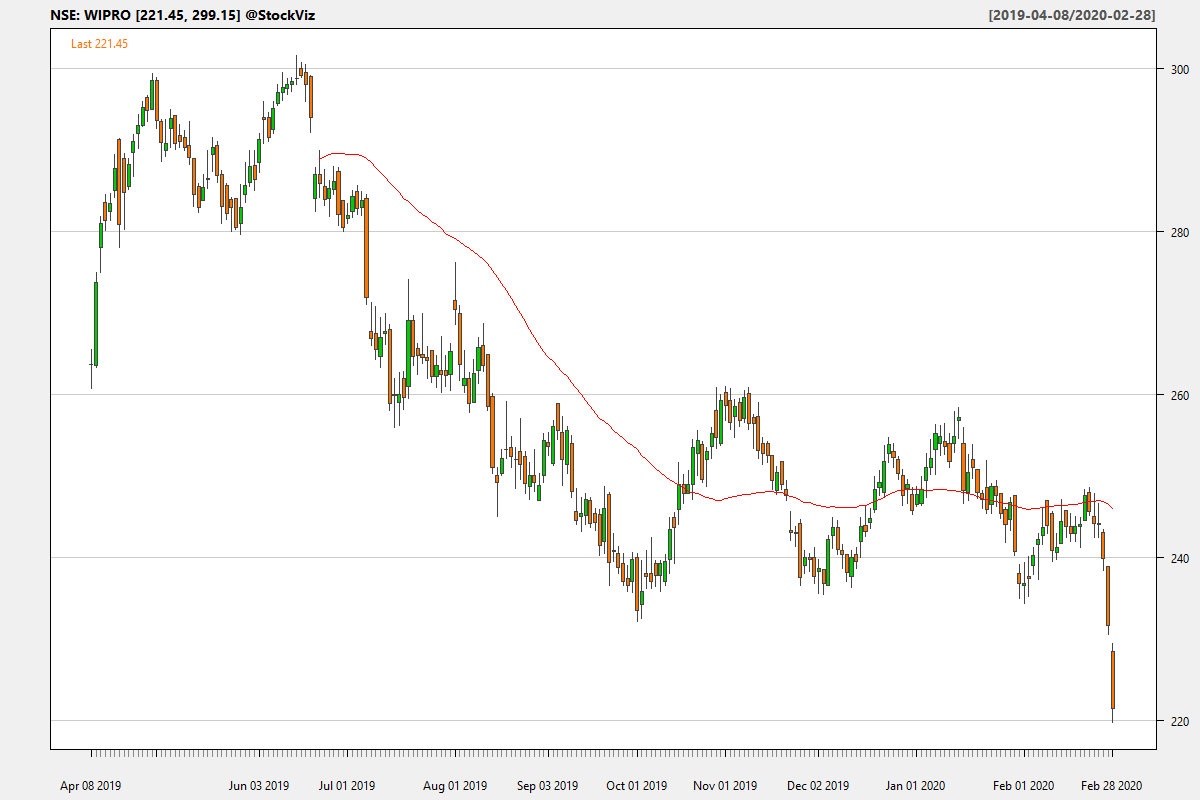 NSE: WIPRO [221.45, 299.15] @StockViz
[2019-04-08/2020-02-28]
Last 221.45
300
280
260
240
220
Apr 08 2019
Jun 03 2019
Jul 01 2019
Aug 01 2019
Sep 03 2019
Oct 01 2019
Nov 01 2019
Dec 02 2019
Jan 01 2020
Feb 01 2020
Feb 28 2020